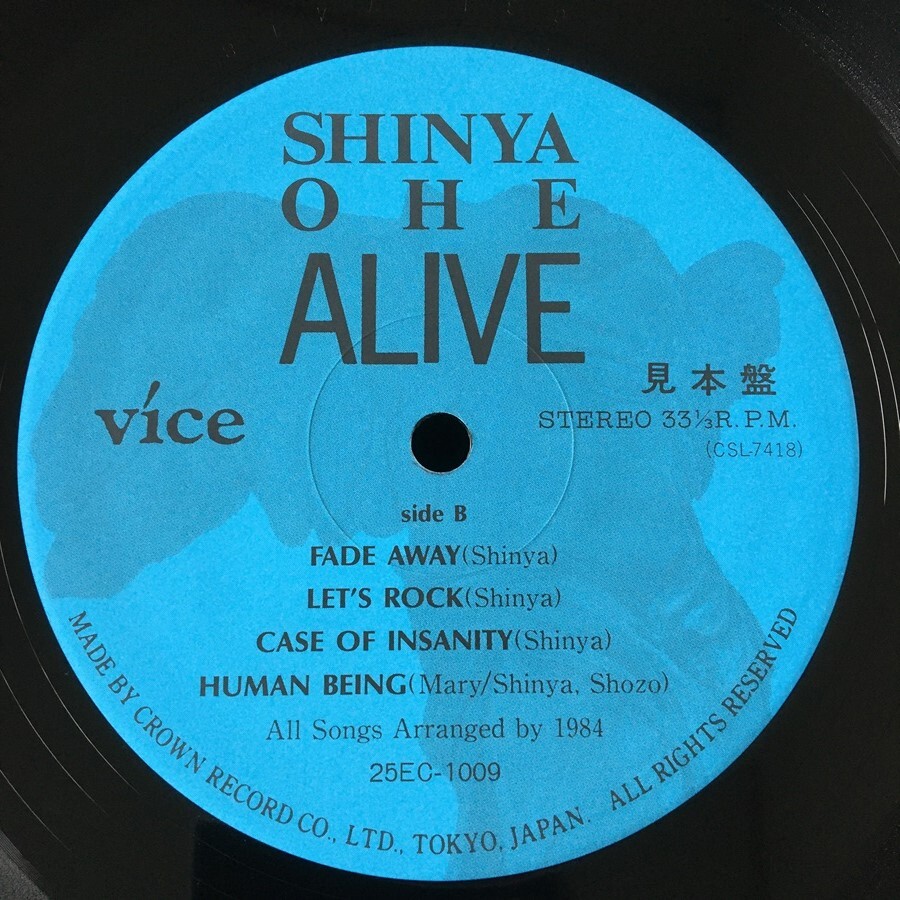 SHINYA
OHE
ALIVE
vice
見本盤
STEREO 33⅓R.P.M.
(CSL-7418)
side B
FADE AWAY(Shinya)
LET'S ROCK(Shinya)
CASE OF INSANITY(Shinya)
HUMAN BEING(Mary/Shinya, Shozo)
All Songs Arranged by 1984
25EC-1009
MADE BY CROWN RECORD CO., LTD., TOKYO, JAPAN. ALL RIGHTS RESERVED